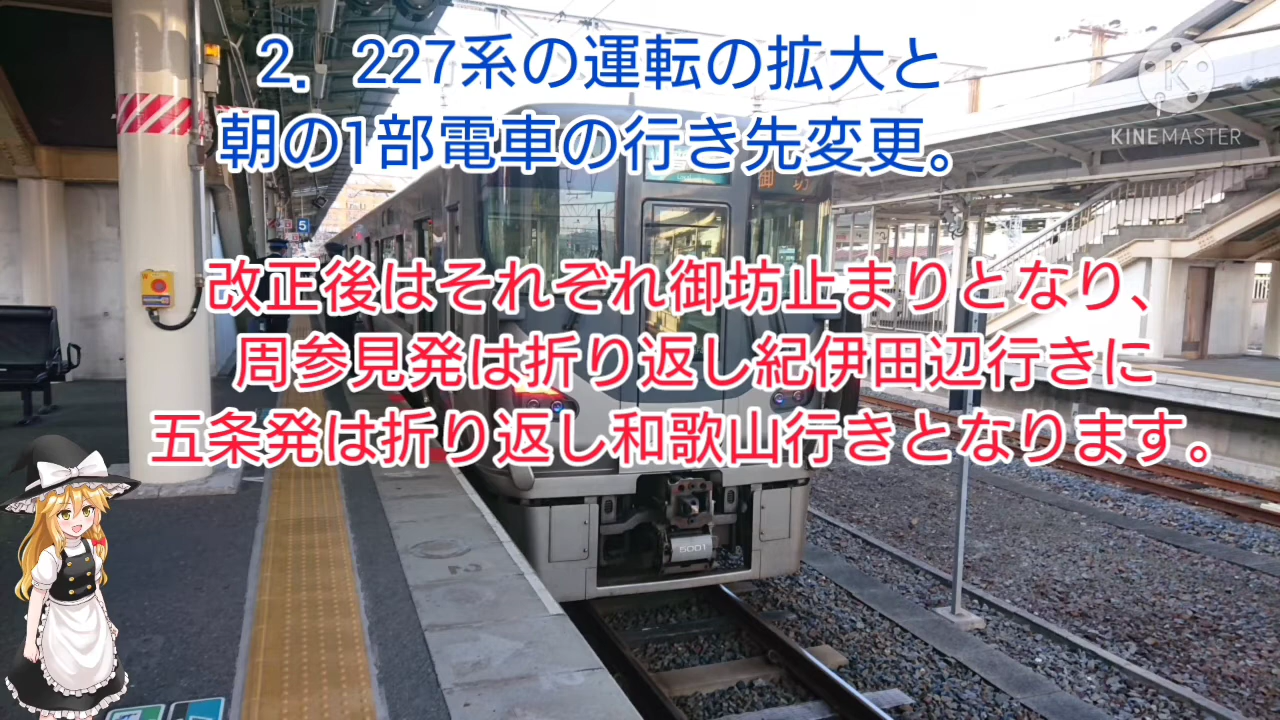 2．227系の運転の拡大と
朝の1部電車の行き先変更。
K
KINEMASTER
御 坊
5
改正後はそれぞれ御坊止まりとなり、
周参見発は折り返し紀伊田辺行きに
五条発は折り返し和歌山行きとなります。
5001
2